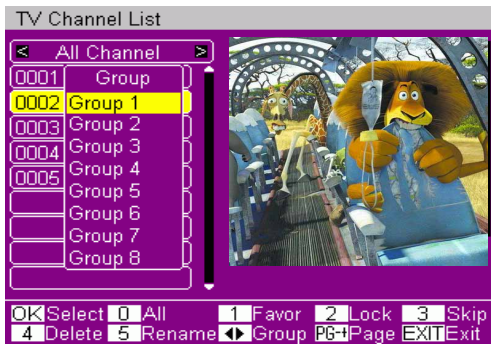 TV Channel List
All Channel
0001 Group
0002 Group 1
0003 Group 2
0004 Group 3
0005 Group 4
Group 5
Group 6
Group 7
Group 8
OK Select 0 All 1 Favor 2 Lock 3 Skip
4 Delete 5 Rename ◀▶ Group PG-+ Page EXIT Exit